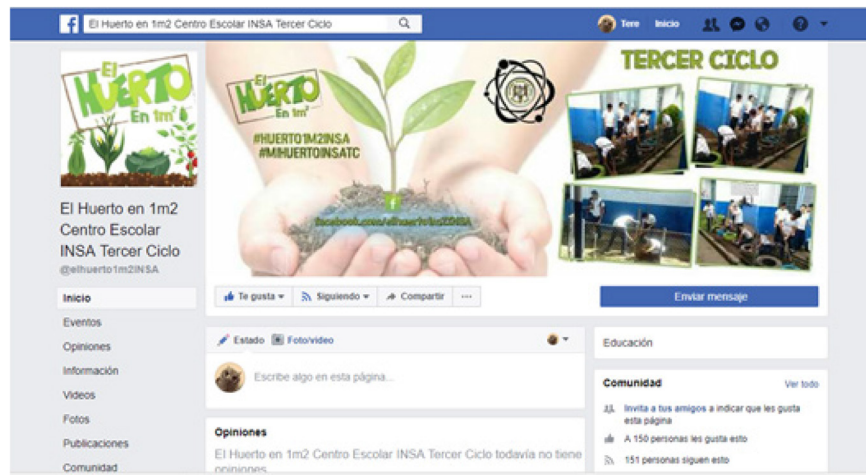 El Huerto en 1m2 Centro Escolar INSA Tercer Ciclo
Tere Inicio
El
HUERTO
En 1m²
El
HUERTO
En 1m²
#HUERTO1M2INSA
#MIHUERTOINSATC
facebook.com/elhuerto1m2INSA
TERCER CICLO
El Huerto en 1m2
Centro Escolar
INSA Tercer Ciclo
@elhuerto1m2INSA
Te gusta Siguiendo Compartir ...
Enviar mensaje
Inicio
Eventos
Opiniones
Información
Videos
Fotos
Publicaciones
Comunidad
Estado Foto/video
Escribe algo en esta página...
Opiniones
El Huerto en 1m2 Centro Escolar INSA Tercer Ciclo todavía no tiene
opiniones
Educación
Comunidad Ver todo
Invita a tus amigos a indicar que les gusta
esta página
A 150 personas les gusta esto
151 personas siguen esto